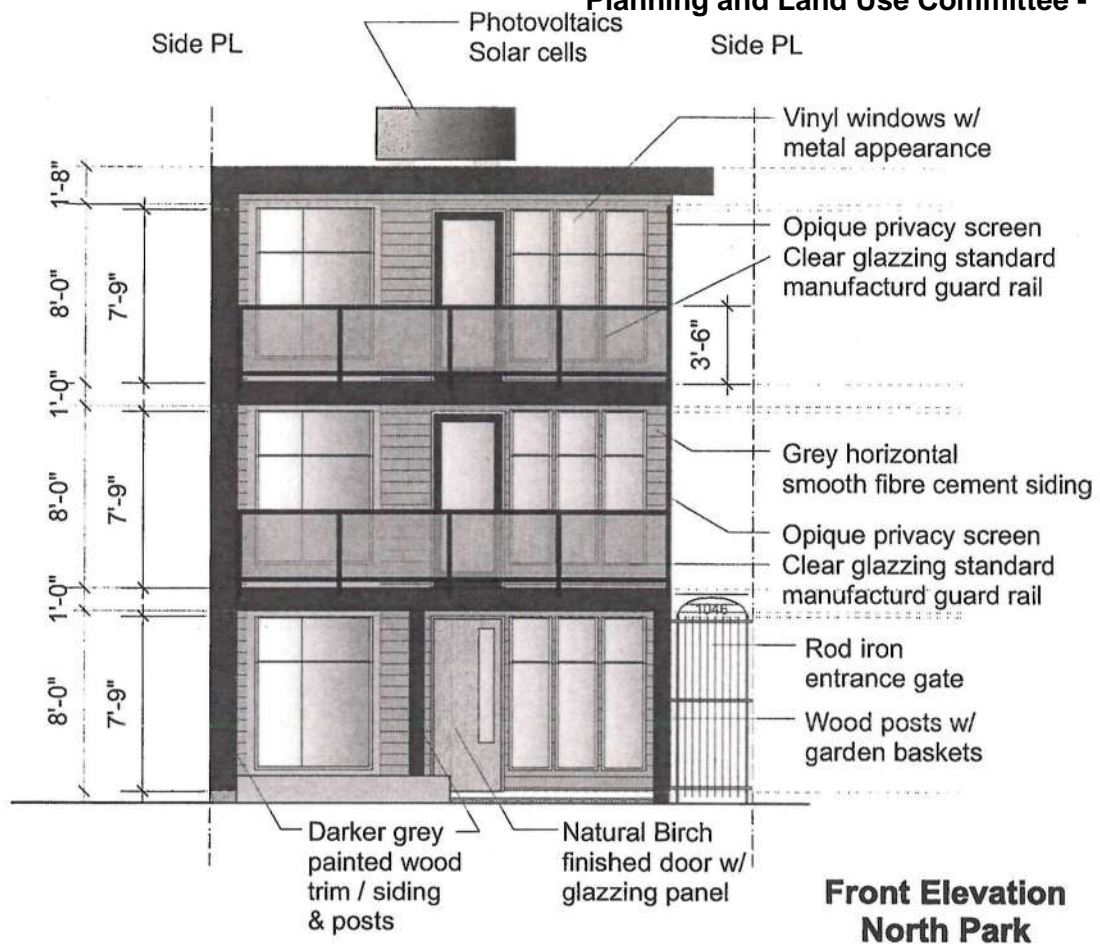 Planning and Land Use Committee -
Photovoltaics
Solar cells
Side PL
Side PL
Vinyl windows w/
metal appearance
1'-8"
Opique privacy screen
Clear glazzing standard
manufacturd guard rail
8'-0"
7'-9"
3'-6"
1'-0"
Grey horizontal
smooth fibre cement siding
8'-0"
7'-9"
Opique privacy screen
Clear glazzing standard
manufacturd guard rail
1'-0"
1046
Rod iron
entrance gate
8'-0"
7'-9"
Wood posts w/
garden baskets
Darker grey
painted wood
trim / siding
& posts
Natural Birch
finished door w/
glazzing panel
Front Elevation
North Park